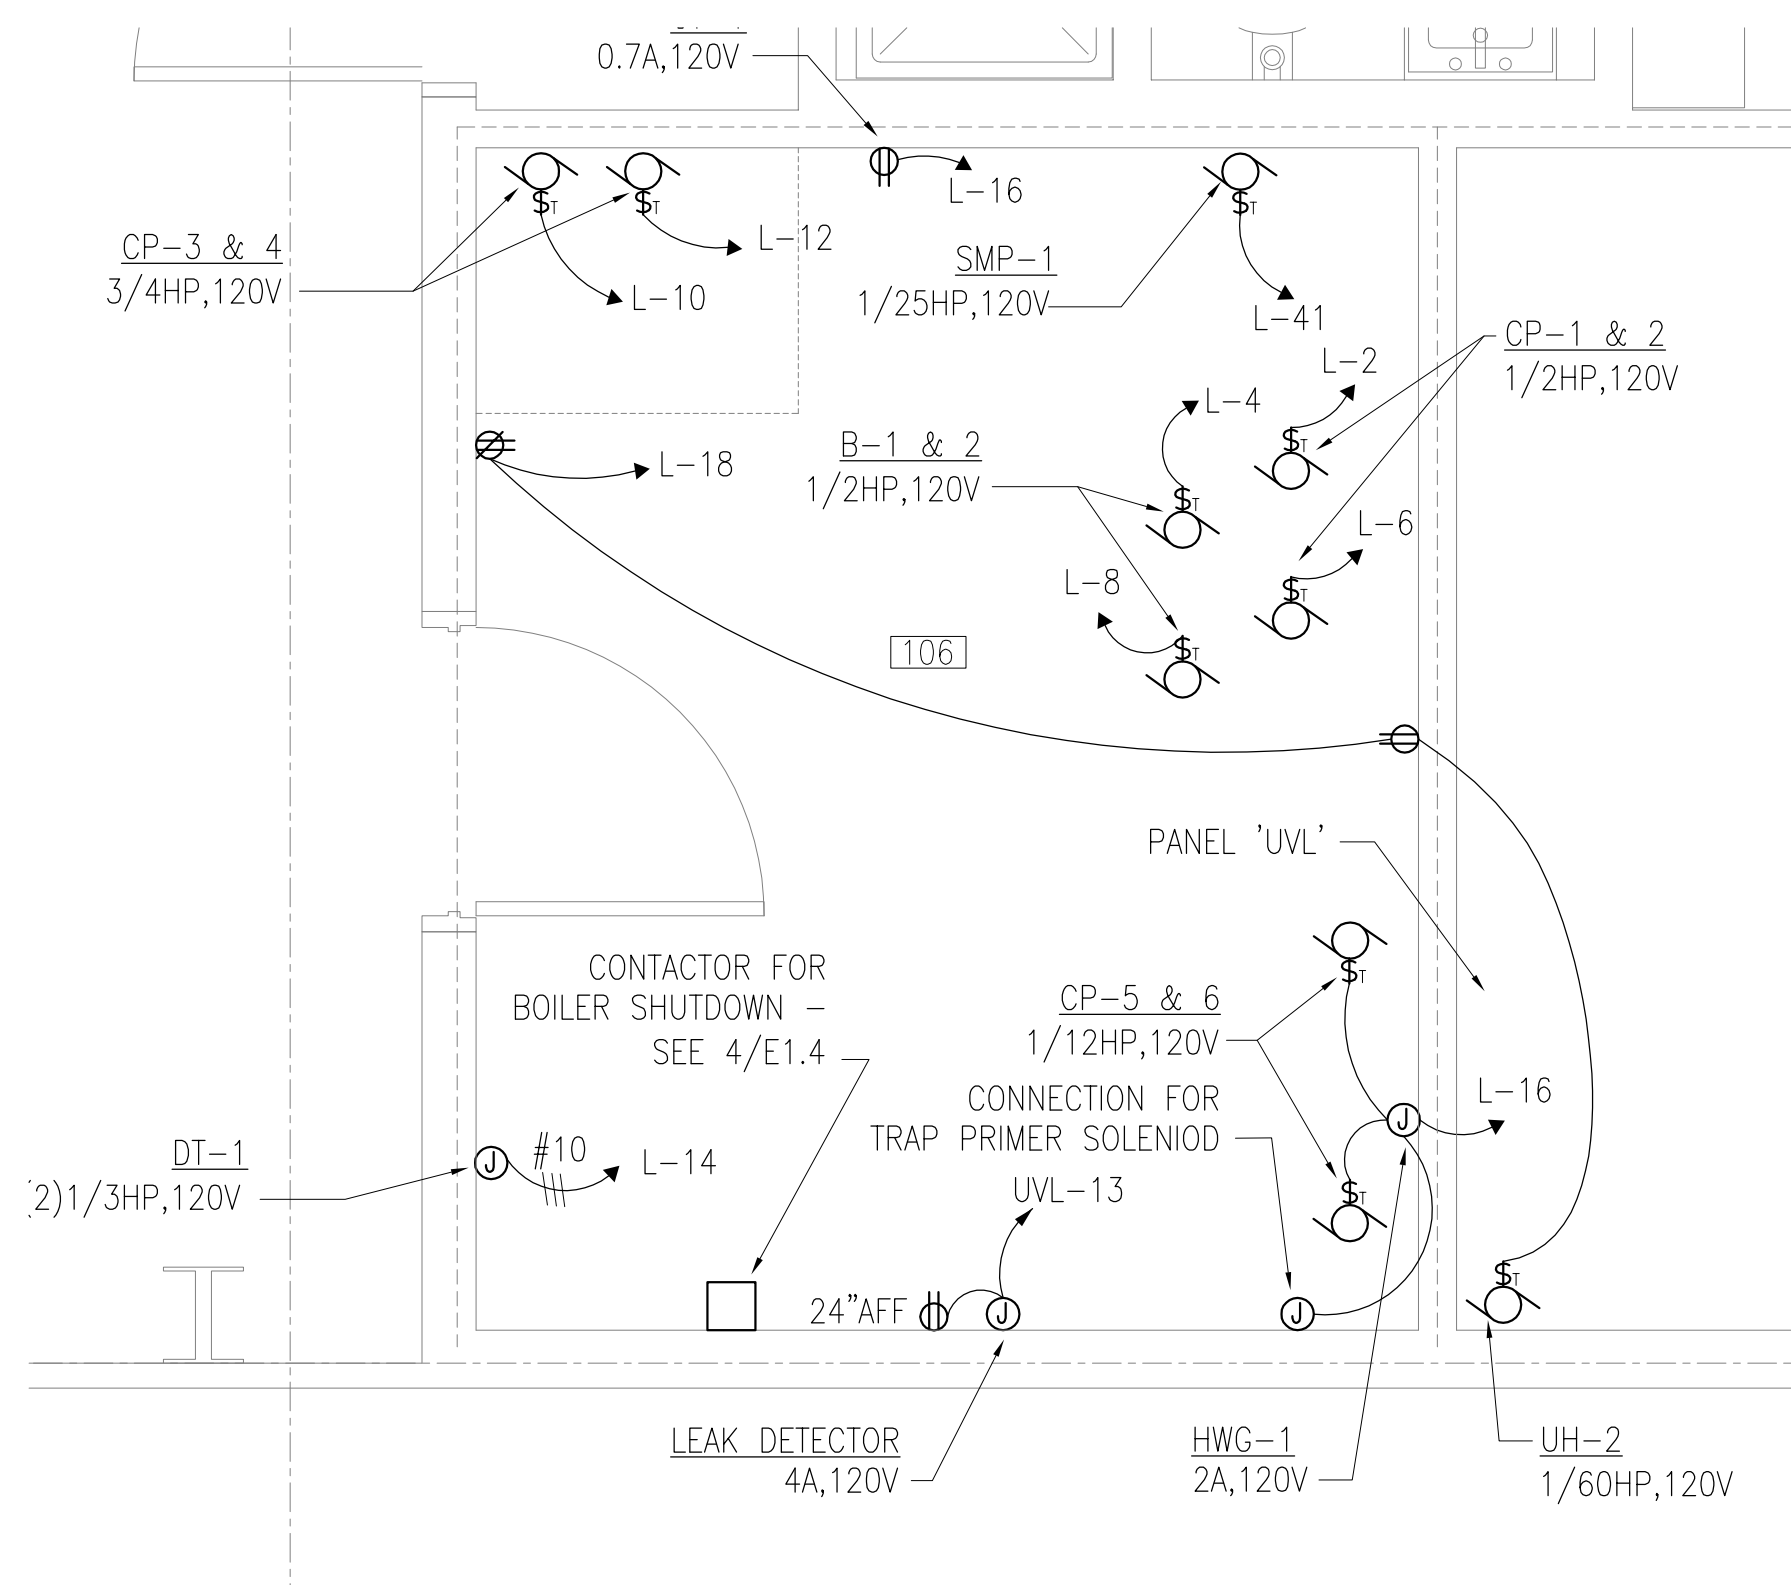 0.7A,120V
L-16
CP-3 & 4
3/4HP,120V
$T
$T
L-12
L-10
SMP-1
1/25HP,120V
$T
L-41
CP-1 & 2
1/2HP,120V
L-2
$T
L-4
B-1 & 2
1/2HP,120V
$T
L-18
L-6
$T
L-8
$T
106
PANEL 'UVL'
CONTACTOR FOR
BOILER SHUTDOWN -
SEE 4/E1.4
CP-5 & 6
1/12HP,120V
$T
CONNECTION FOR
TRAP PRIMER SOLENIOD
J
L-16
$T
DT-1
2)1/3HP,120V
J
#10
L-14
UVL-13
24"AFF
J
J
$T
LEAK DETECTOR
4A,120V
HWG-1
2A,120V
UH-2
1/60HP,120V